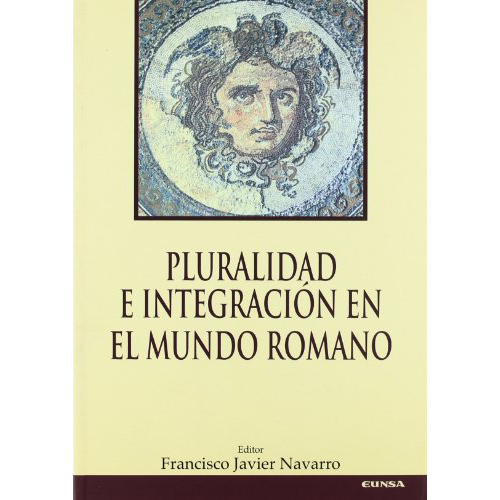 PLURALIDAD
E INTEGRACIÓN EN
EL MUNDO ROMANO
Editor
Francisco Javier Navarro
EUNSA